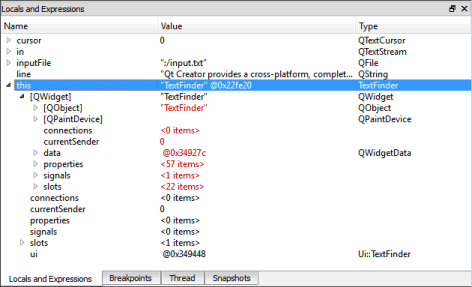 Locals and Expressions
Name Value Type
cursor 0 QTextCursor
in QTextStream
inputFile ":/input.txt" QFile
line "Qt Creator provides a cross-platform, complet... QString
this "TextFinder" @0x22fe20 TextFinder
[QWidget] "TextFinder" QWidget
[QObject] "TextFinder" QObject
[QPaintDevice] QPaintDevice
connections <0 items>
currentSender 0
data @0x34927c QWidgetData
properties <57 items>
signals <1 items>
slots <22 items>
connections <0 items>
currentSender 0
properties <0 items>
signals <0 items>
slots <1 items>
ui @0x349448 Ui::TextFinder
Locals and Expressions Breakpoints Thread Snapshots